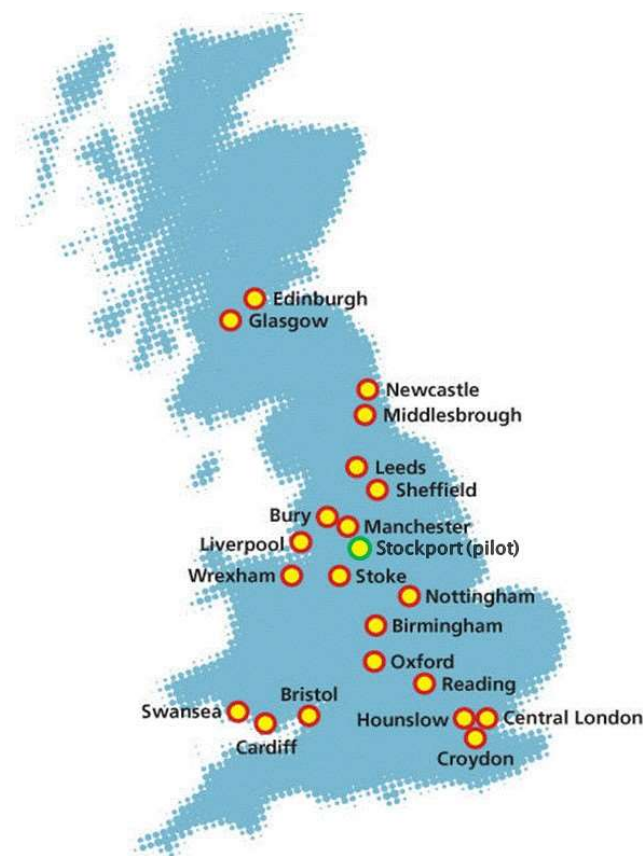 Edinburgh
Glasgow
Newcastle
Middlesbrough
Leeds
Sheffield
Bury
Manchester
Liverpool
Stockport (pilot)
Wrexham
Stoke
Nottingham
Birmingham
Oxford
Reading
Bristol
Swansea
Hounslow
Central London
Cardiff
Croydon